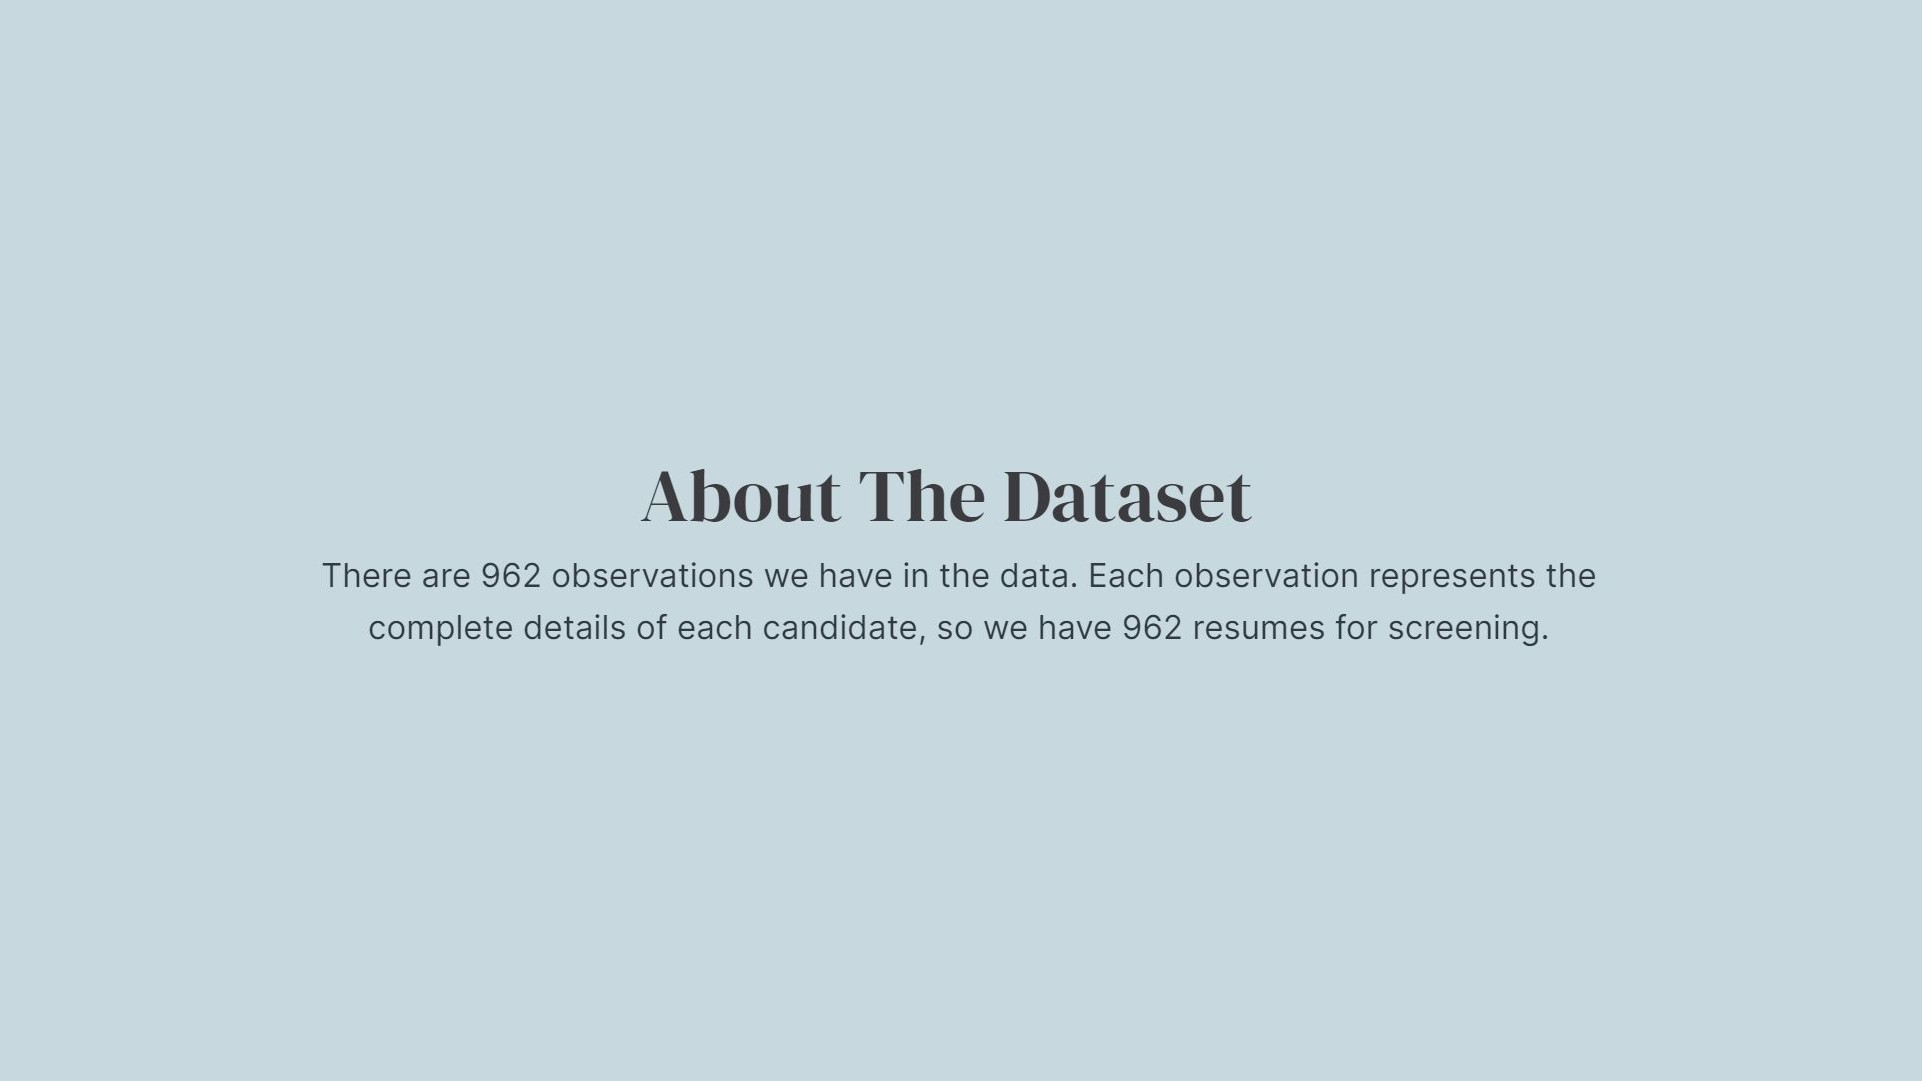 About The Dataset
There are 962 observations we have in the data. Each observation represents the
complete details of each candidate, so we have 962 resumes for screening.